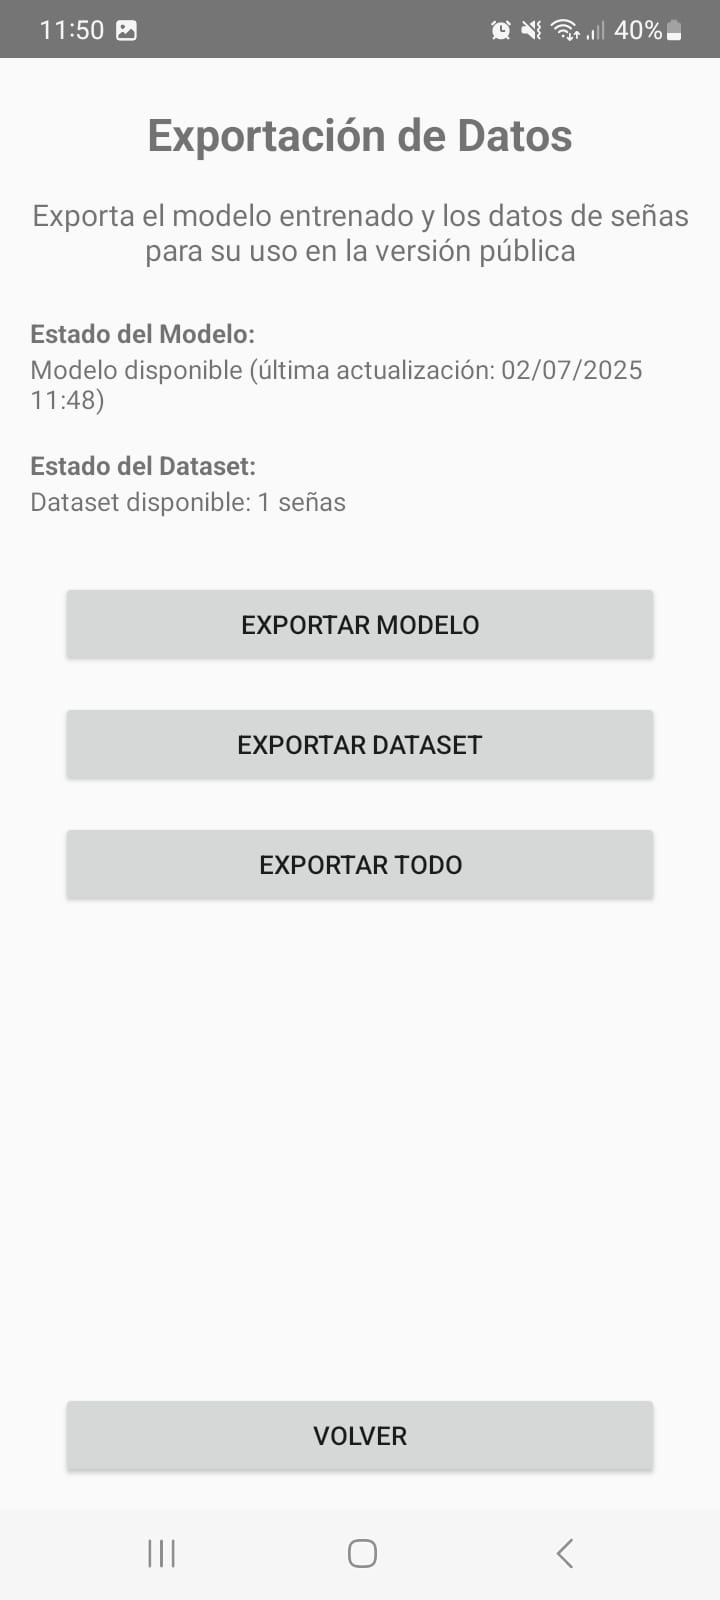 11:50 40%
Exportación de Datos
Exporta el modelo entrenado y los datos de señas
para su uso en la versión pública
Estado del Modelo:
Modelo disponible (última actualización: 02/07/2025
11:48)
Estado del Dataset:
Dataset disponible: 1 señas
EXPORTAR MODELO
EXPORTAR DATASET
EXPORTAR TODO
VOLVER